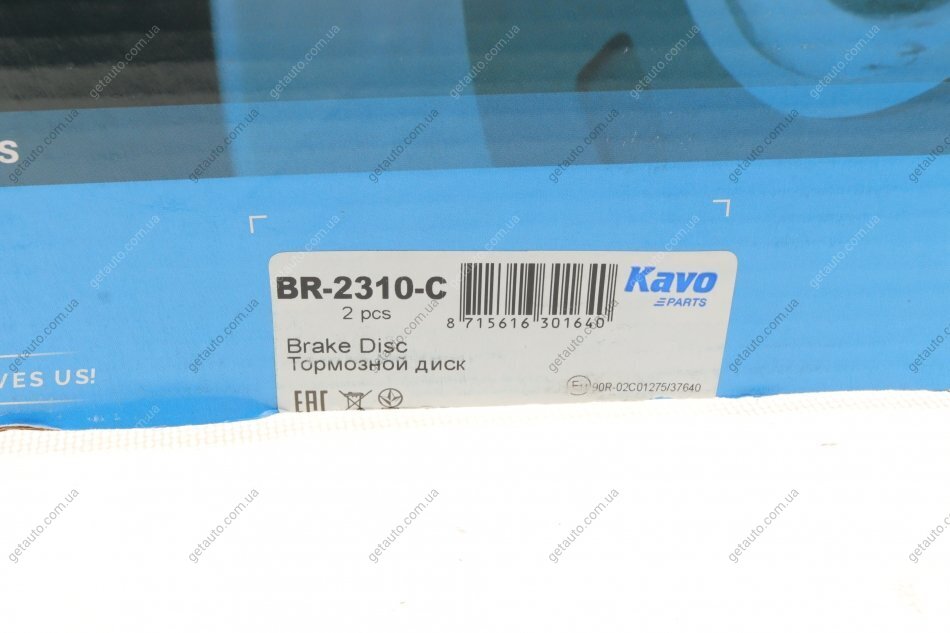 S
BR-2310-C
2 pcs
8 715616 301640
Kavo
PARTS
Brake Disc
Тормозной диск
VES US!
EAC
90R-02C01275/37640
getauto.com.ua